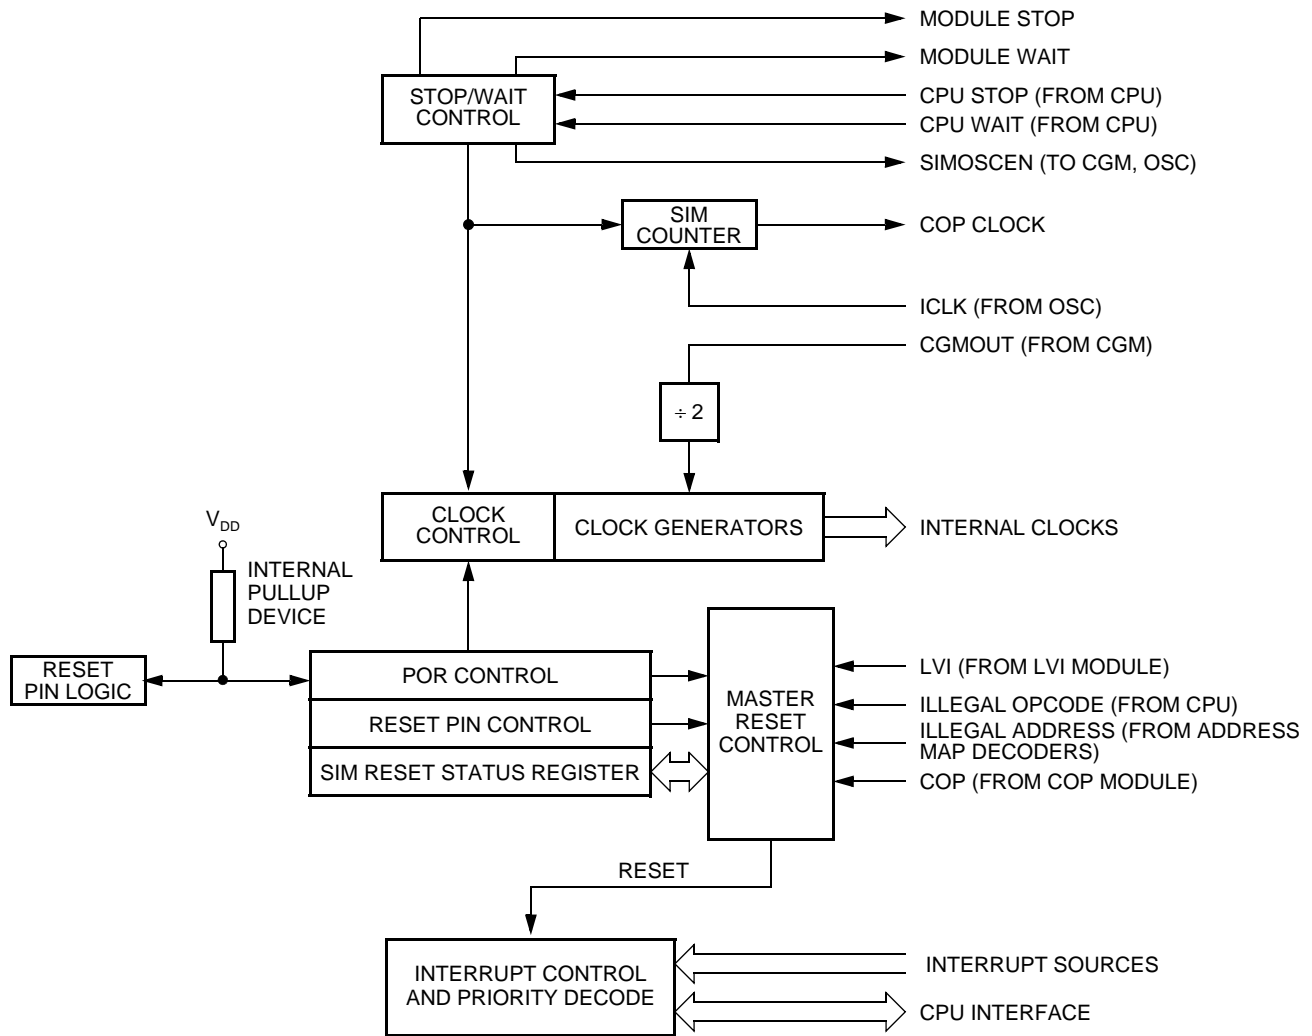 MODULE STOP
MODULE WAIT
STOP/WAIT
CONTROL
CPU STOP (FROM CPU)
CPU WAIT (FROM CPU)
SIMOSCEN (TO CGM, OSC)
SIM
COUNTER
COP CLOCK
ICLK (FROM OSC)
CGMOUT (FROM CGM)
÷ 2
CLOCK
CONTROL
CLOCK GENERATORS
INTERNAL CLOCKS
VDD
INTERNAL
PULLUP
DEVICE
RESET
PIN LOGIC
POR CONTROL
RESET PIN CONTROL
SIM RESET STATUS REGISTER
MASTER
RESET
CONTROL
LVI (FROM LVI MODULE)
ILLEGAL OPCODE (FROM CPU)
ILLEGAL ADDRESS (FROM ADDRESS
MAP DECODERS)
COP (FROM COP MODULE)
RESET
INTERRUPT CONTROL
AND PRIORITY DECODE
INTERRUPT SOURCES
CPU INTERFACE